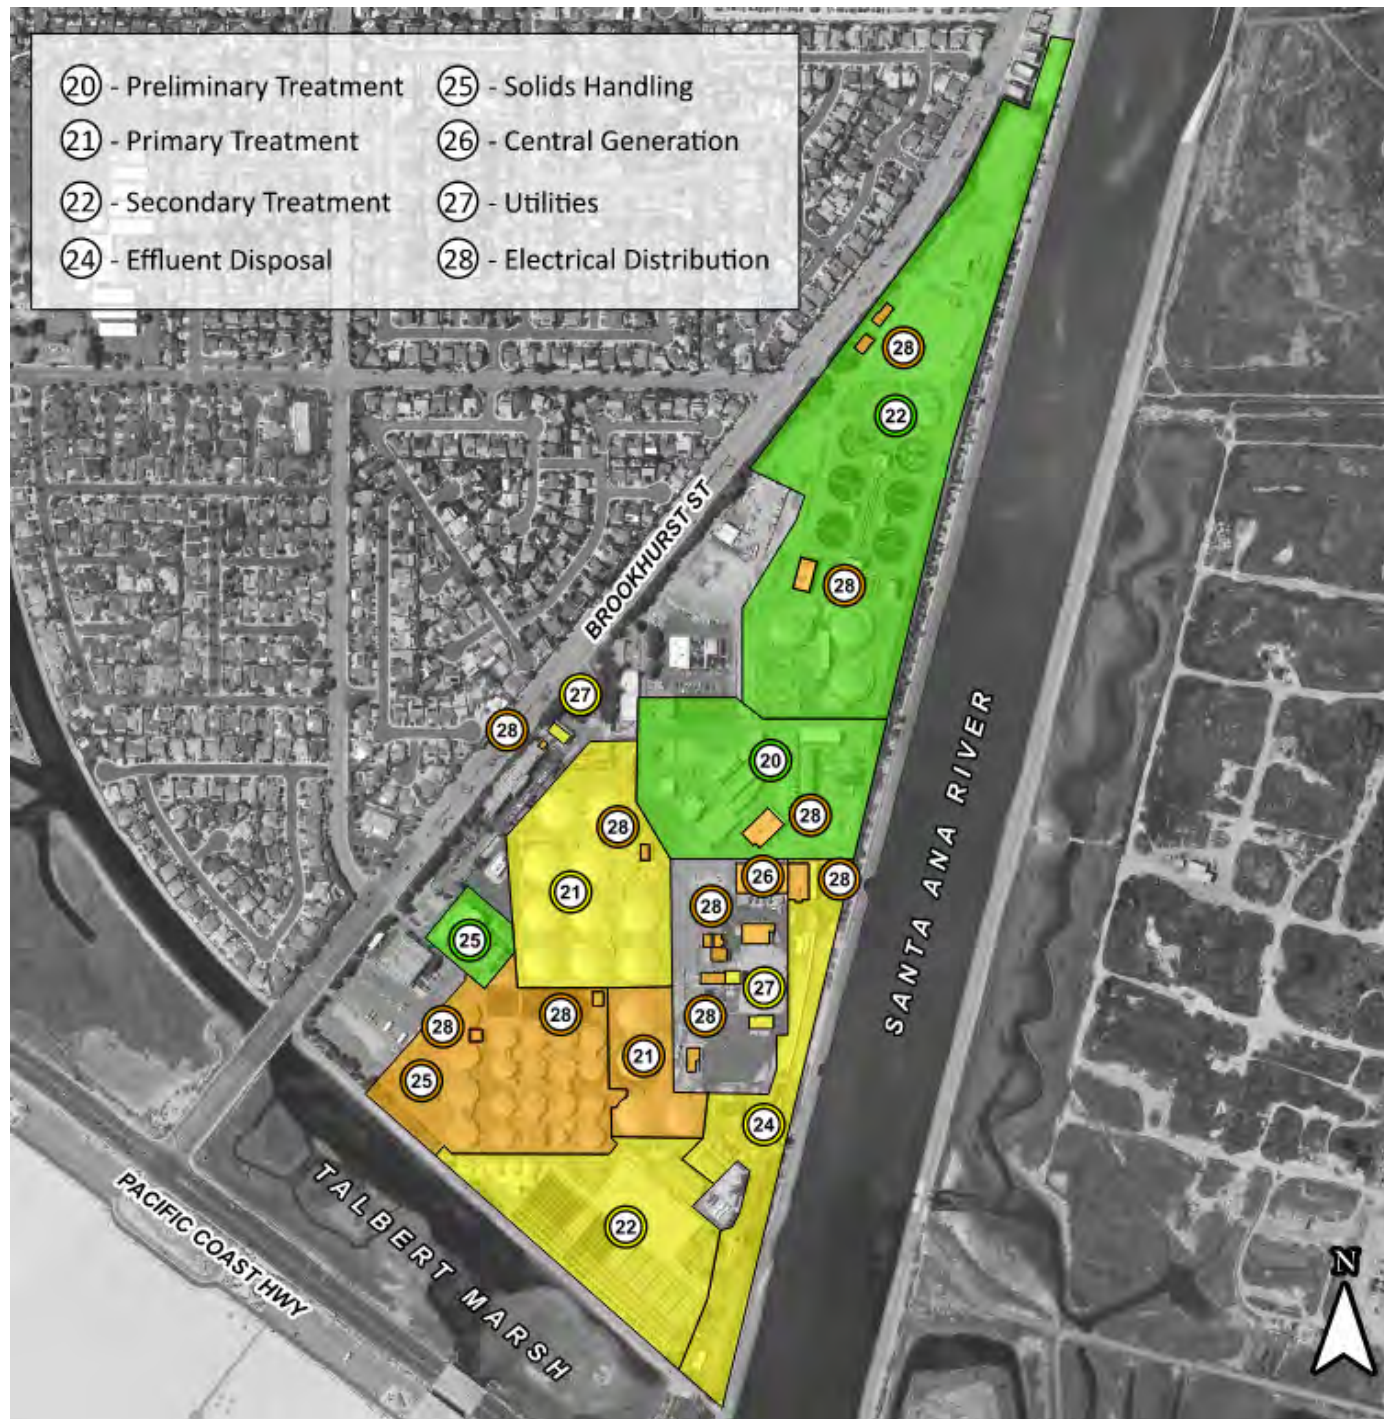 20 - Preliminary Treatment
21 - Primary Treatment
22 - Secondary Treatment
24 - Effluent Disposal
25 - Solids Handling
26 - Central Generation
27 - Utilities
28 - Electrical Distribution
28
22
BROOKHURST ST
28
27
28
SANTA ANA RIVER
20
28
28
26
28
21
28
25
27
28
28
28
21
25
24
TALBERT MARSH
PACIFIC COAST HWY
22
N